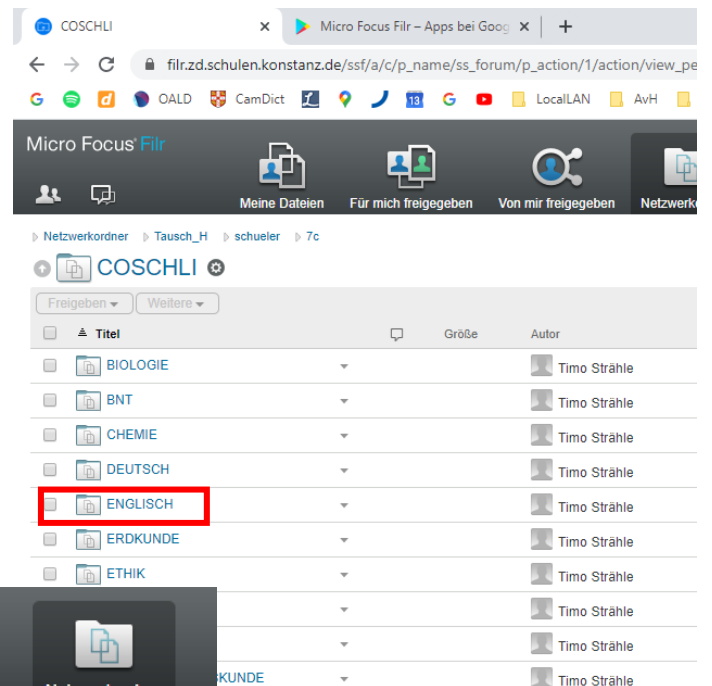 COSCHLI
Micro Focus Filr – Apps bei Goog
filr.zd.schulen.konstanz.de/ssf/a/c/p_name/ss_forum/p_action/1/action/view_pe
OALD CamDict 13 LocalLAN AvH
Micro Focus Filr
Meine Dateien Für mich freigegeben Von mir freigegeben Netzwerko
Netzwerkordner Tausch_H schueler 7c
COSCHLI
Freigeben Weitere
Titel Größe Autor
BIOLOGIE Timo Strähle
BNT Timo Strähle
CHEMIE Timo Strähle
DEUTSCH Timo Strähle
ENGLISCH Timo Strähle
ERDKUNDE Timo Strähle
ETHIK Timo Strähle
Timo Strähle
Timo Strähle
KUNDE Timo Strähle